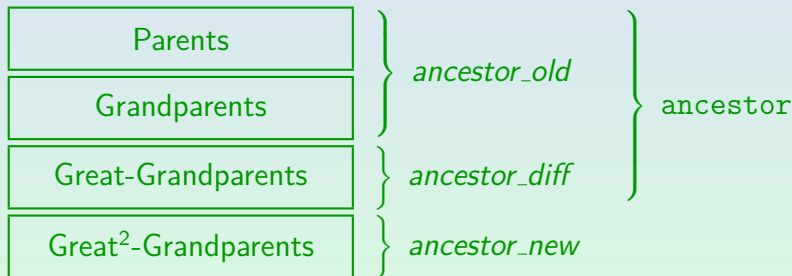 Parents
ancestor_old
Grandparents
ancestor
Great-Grandparents
ancestor_diff
Great²-Grandparents
ancestor_new